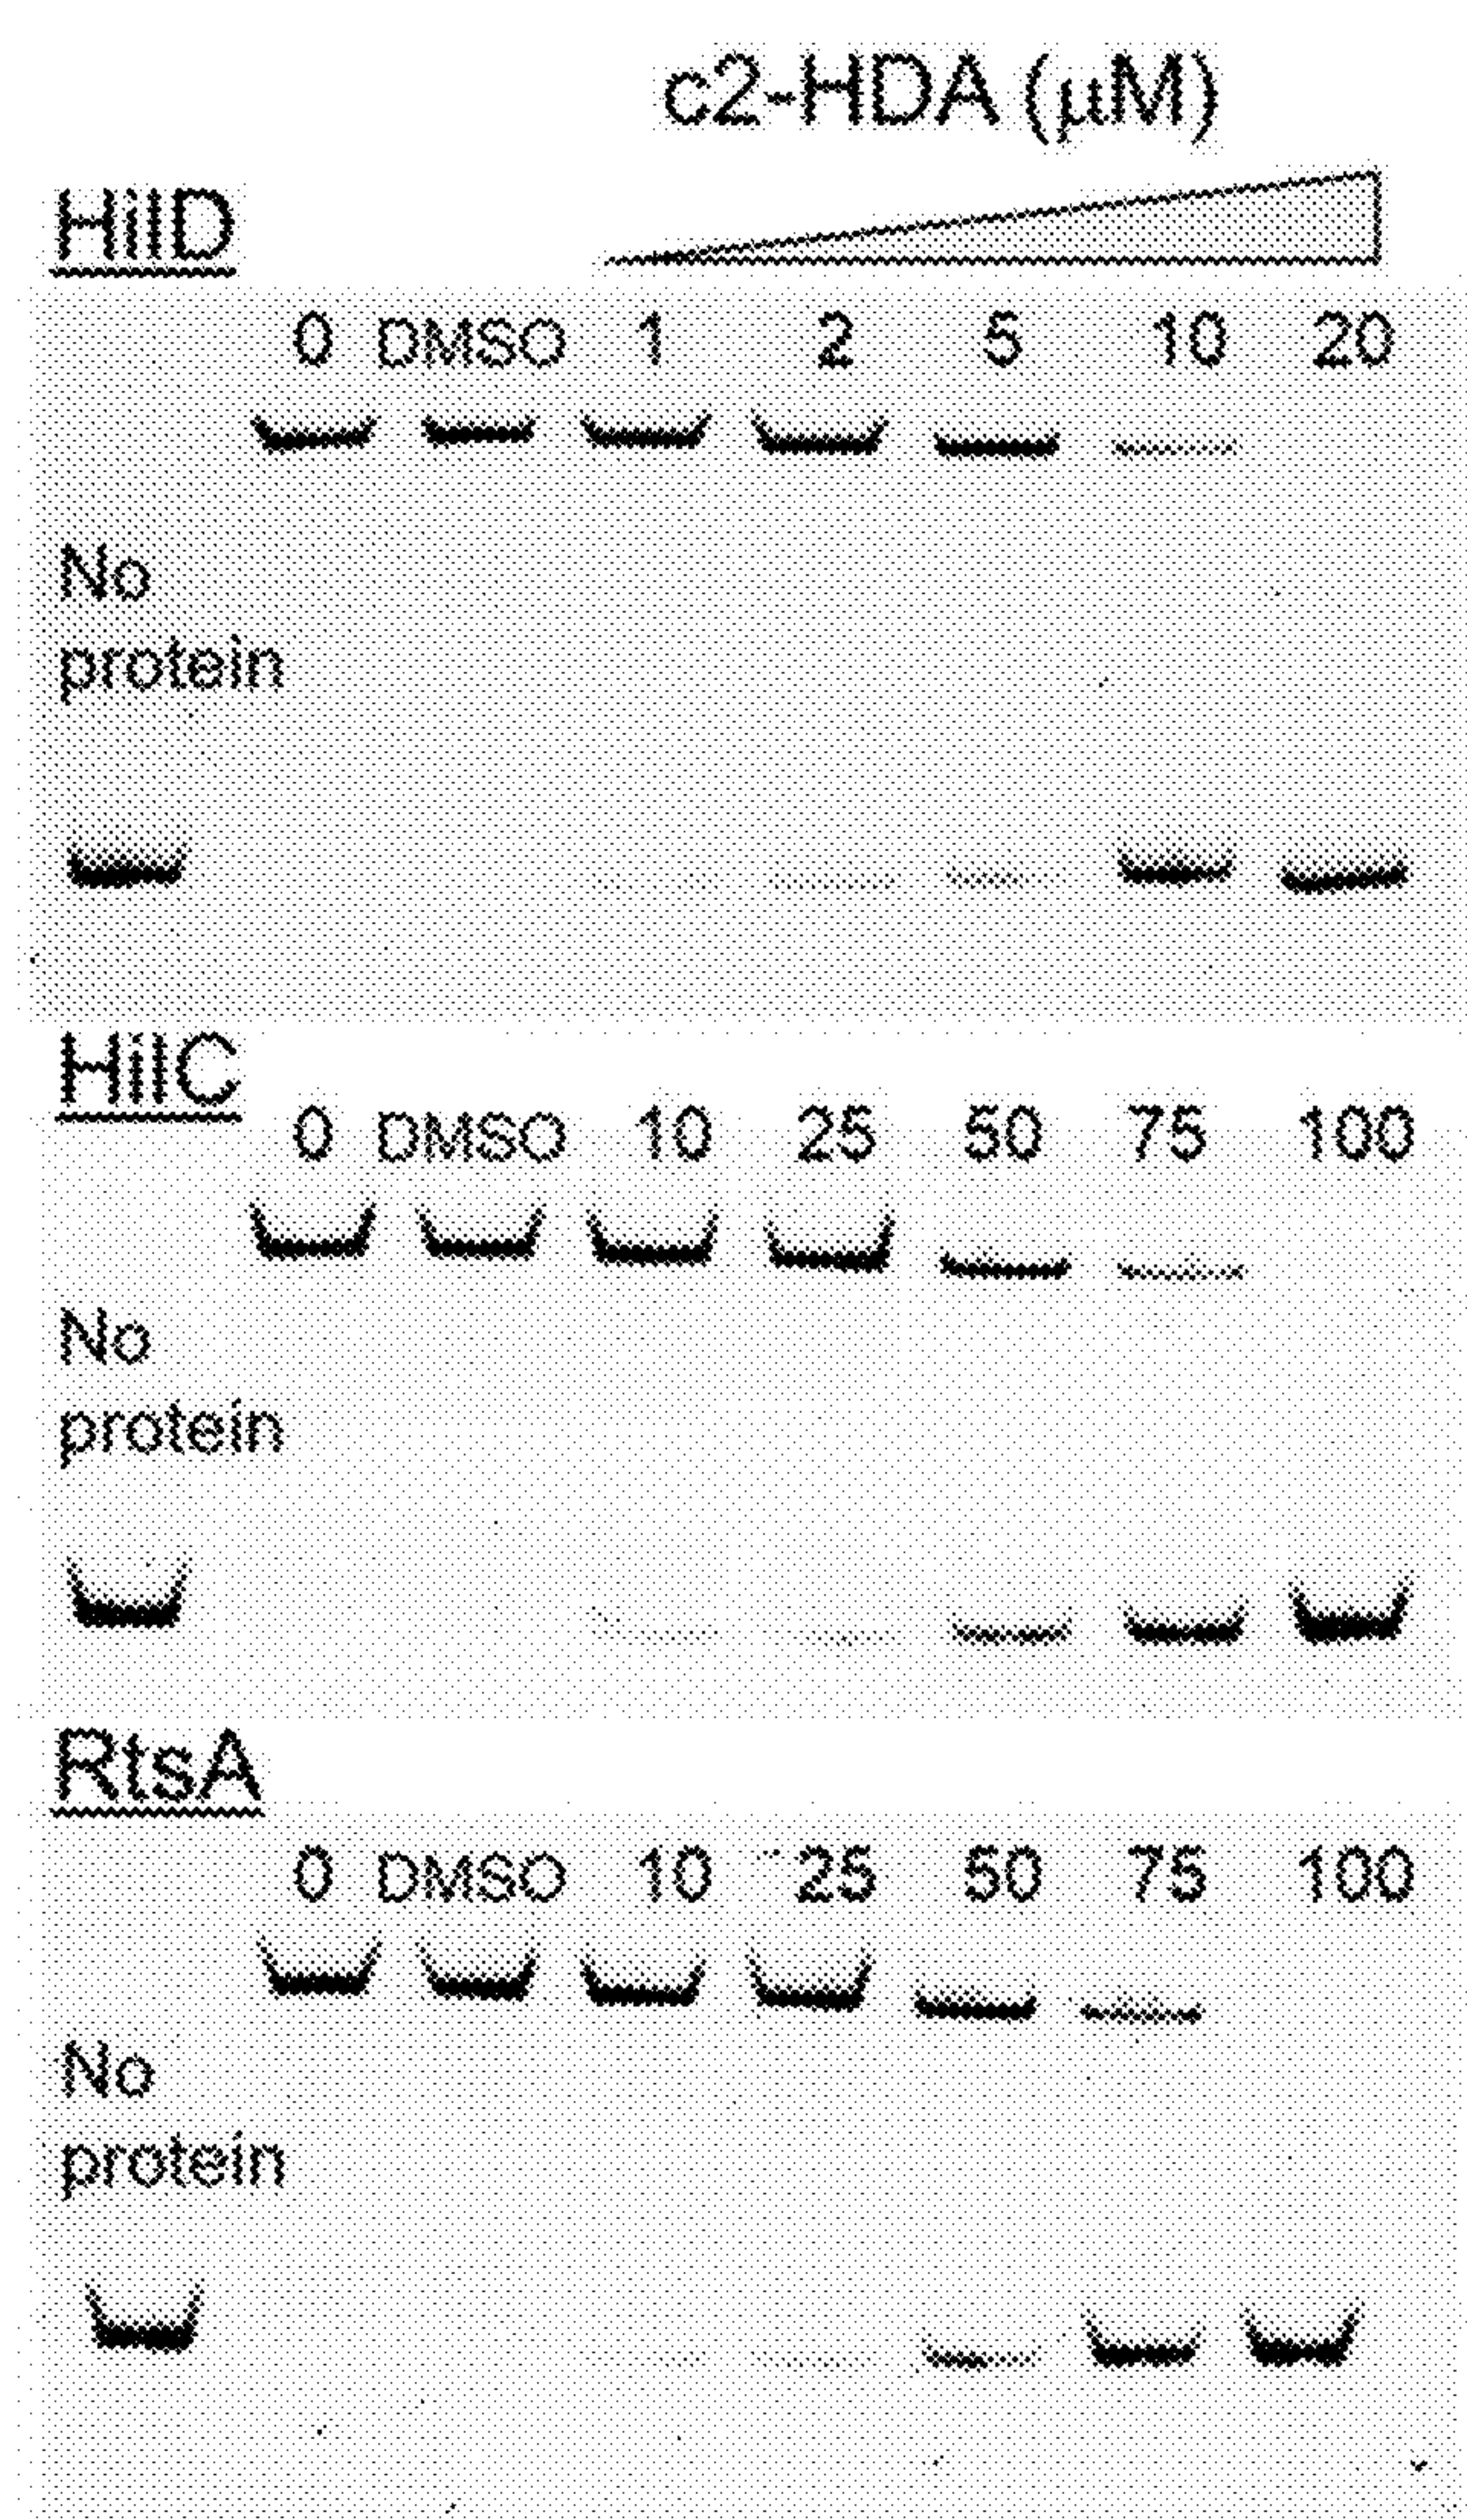 c2-HDA (μM)
HilD
0 DMSO 1 2 5 10 20
No
protein
HilC
0 DMSO 10 25 50 75 100
No
protein
RtsA
0 DMSO 10 25 50 75 100
No
protein